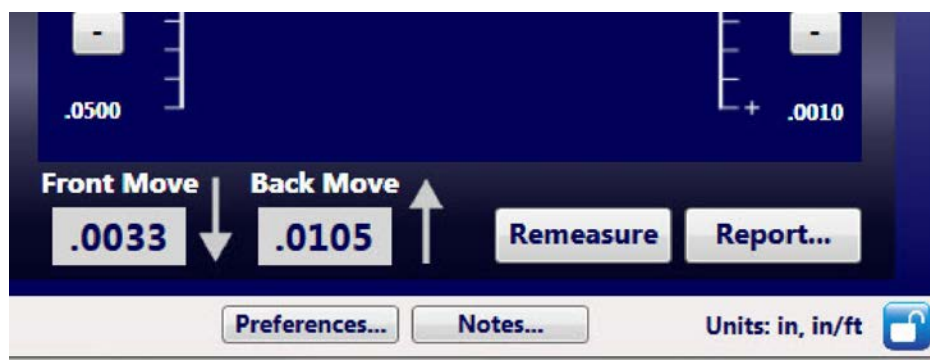 - -
.0500 + .0010
Front Move Back Move
.0033 .0105 Remeasure Report...
Preferences... Notes... Units: in, in/ft